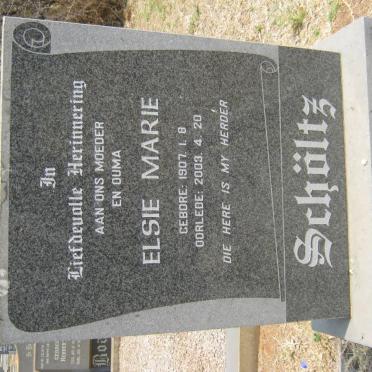 In
Liefdevolle Herinnering
AAN ONS MOEDER
EN OUMA
ELSIE MARIE
GEBORE: 1907. 1. 8
OORLEDE: 2003. 4. 20
DIE HERE IS MY HERDER
Schöltz